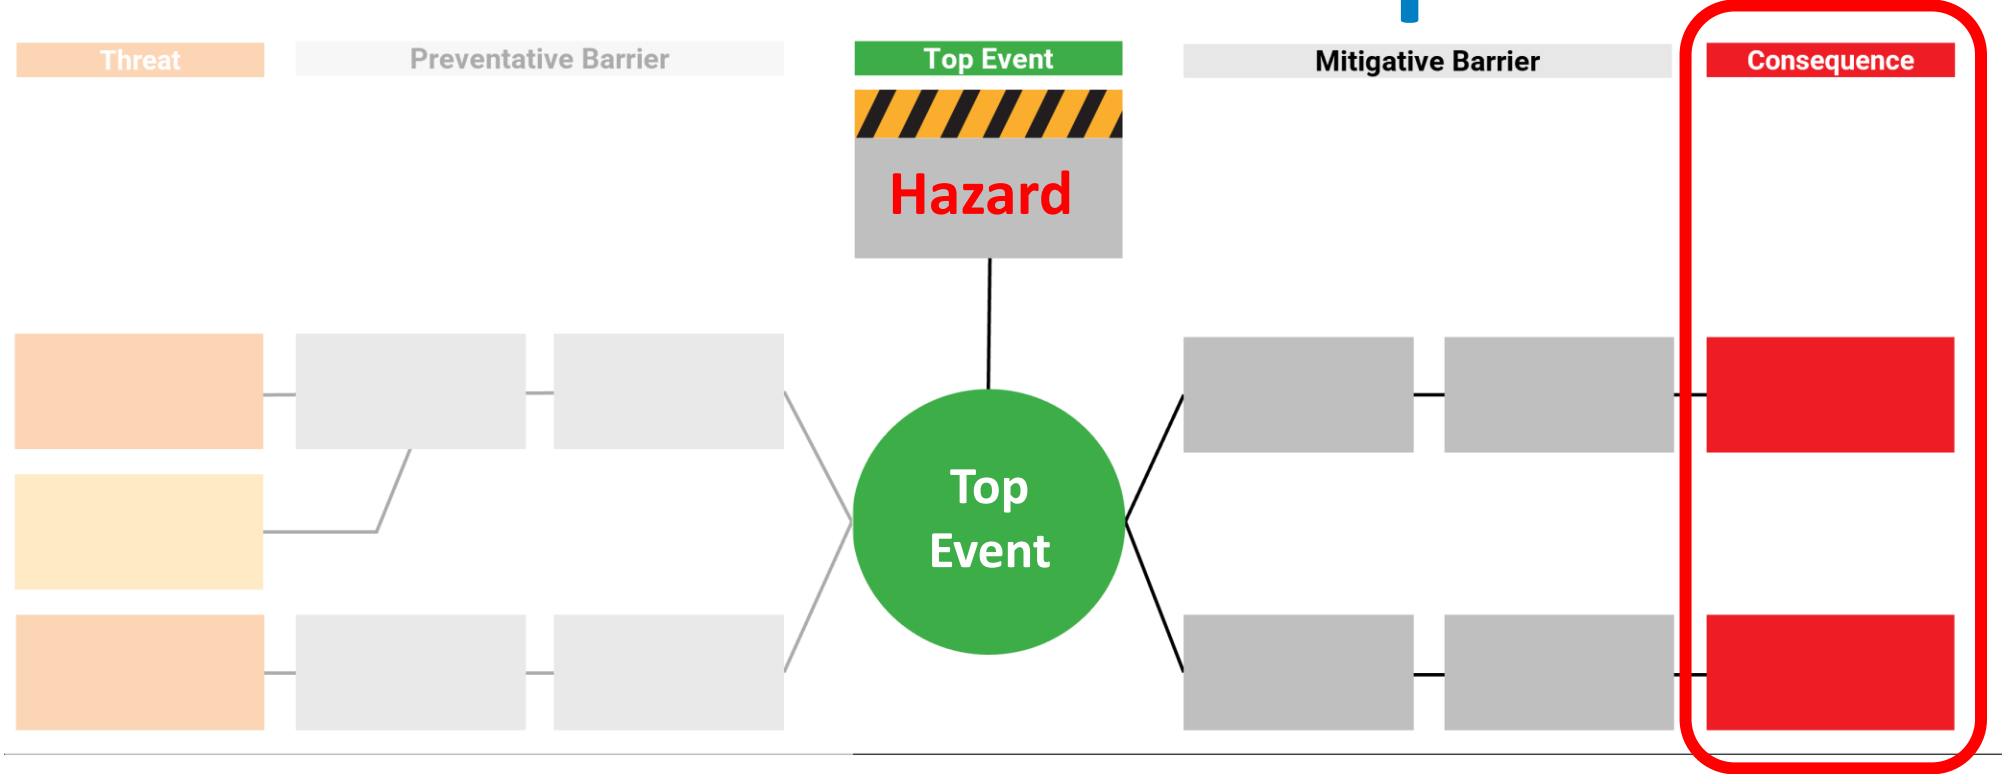 Threat
Preventative Barrier
Top Event
Mitigative Barrier
Consequence
Hazard
Top
Event